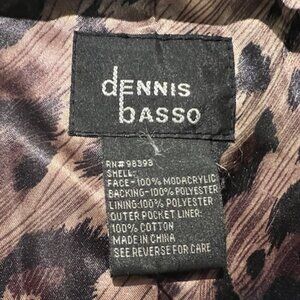 dENNIS
bASSO
RN#98393
SHELL:
FACE-100% MODACRYLIC
BACKING-100% POLYESTER
LINING:100% POLYESTER
OUTER POCKET LINER:
100% COTTON
MADE IN CHINA
SEE REVERSE FOR CARE